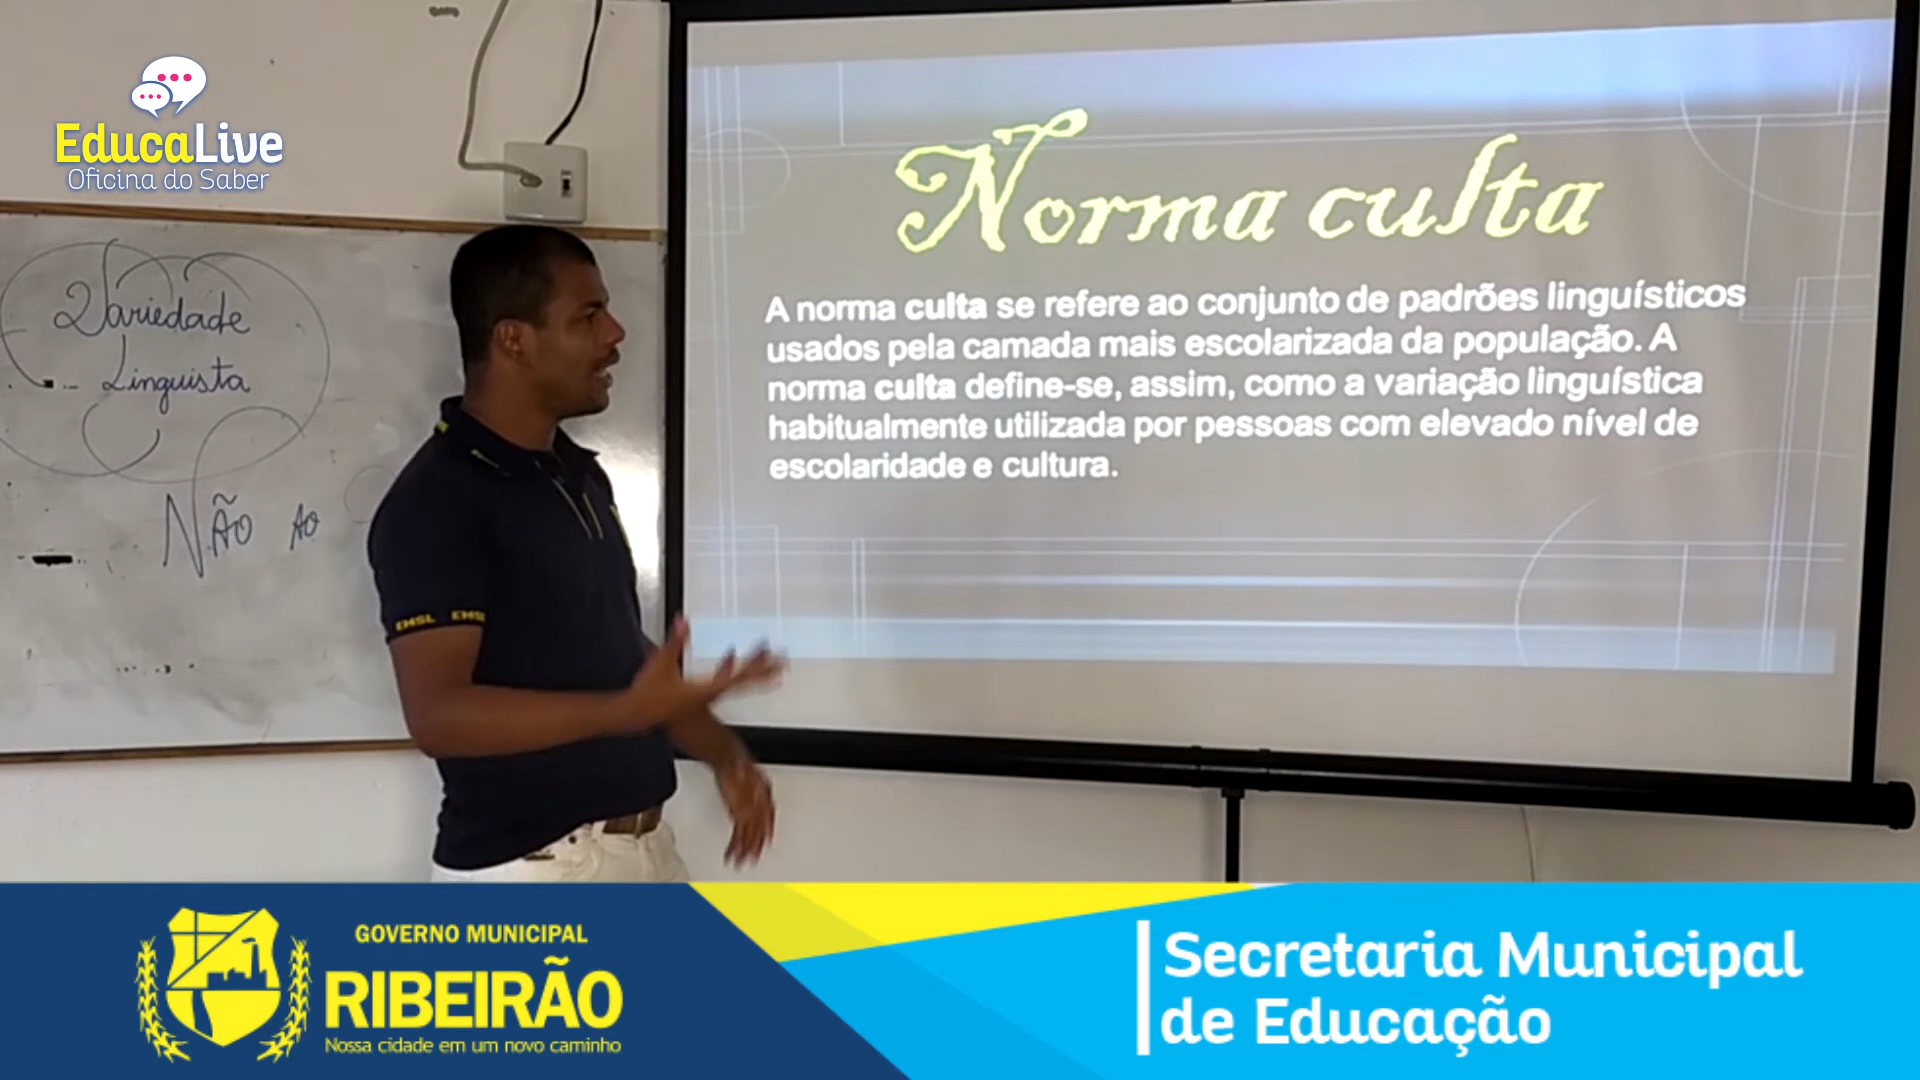 EducaLive
Oficina do Saber
Variedade
Linguista
NÃO AO
EMSL EMSL
Norma culta
A norma culta se refere ao conjunto de padrões linguísticos
usados pela camada mais escolarizada da população. A
norma culta define-se, assim, como a variação linguística
habitualmente utilizada por pessoas com elevado nível de
escolaridade e cultura.
GOVERNO MUNICIPAL
RIBEIRÃO
Nossa cidade em um novo caminho
Secretaria Municipal
de Educação